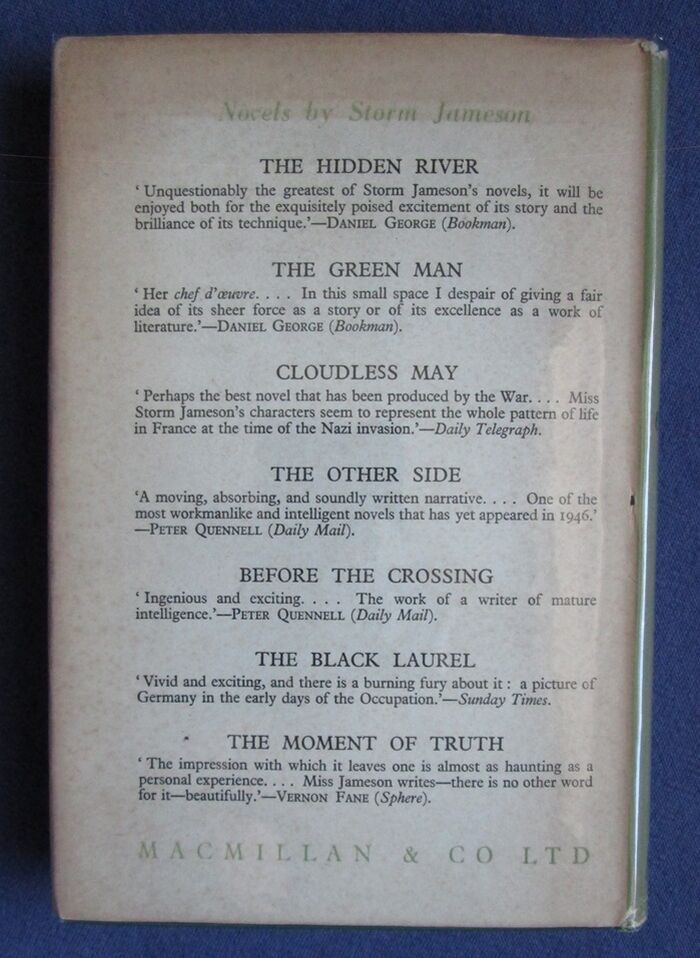 Novels by Storm Jameson
THE HIDDEN RIVER
‘Unquestionably the greatest of Storm Jameson’s novels, it will be
enjoyed both for the exquisitely poised excitement of its story and the
brilliance of its technique.’—DANIEL GEORGE (Bookman).
THE GREEN MAN
‘Her chef d’œuvre. . . . In this small space I despair of giving a fair
idea of its sheer force as a story or of its excellence as a work of
literature.’—DANIEL GEORGE (Bookman).
CLOUDLESS MAY
‘Perhaps the best novel that has been produced by the War. . . . Miss
Storm Jameson’s characters seem to represent the whole pattern of life
in France at the time of the Nazi invasion.’—Daily Telegraph.
THE OTHER SIDE
‘A moving, absorbing, and soundly written narrative. . . . One of the
most workmanlike and intelligent novels that has yet appeared in 1946.’
—PETER QUENNELL (Daily Mail).
BEFORE THE CROSSING
‘Ingenious and exciting. . . . The work of a writer of mature
intelligence.’—PETER QUENNELL (Daily Mail).
THE BLACK LAUREL
‘Vivid and exciting, and there is a burning fury about it : a picture of
Germany in the early days of the Occupation.’—Sunday Times.
THE MOMENT OF TRUTH
‘The impression with which it leaves one is almost as haunting as a
personal experience. . . . Miss Jameson writes—there is no other word
for it—beautifully.’—VERNON FANE (Sphere).
MACMILLAN & CO LTD